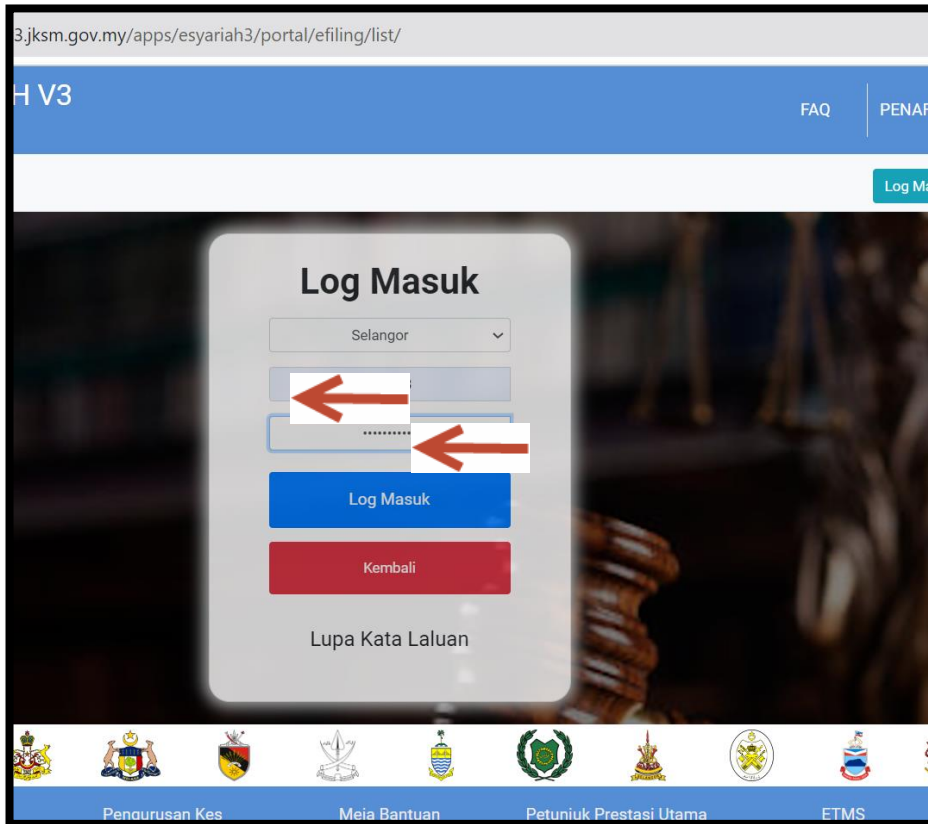 3.jksm.gov.my/apps/esyariah3/portal/efiling/list/
H V3
FAQ
PENAF
Log Ma
Log Masuk
Selangor
Log Masuk
Kembali
Lupa Kata Laluan
Pengurusan Kes
Meja Bantuan
Petunjuk Prestasi Utama
ETMS